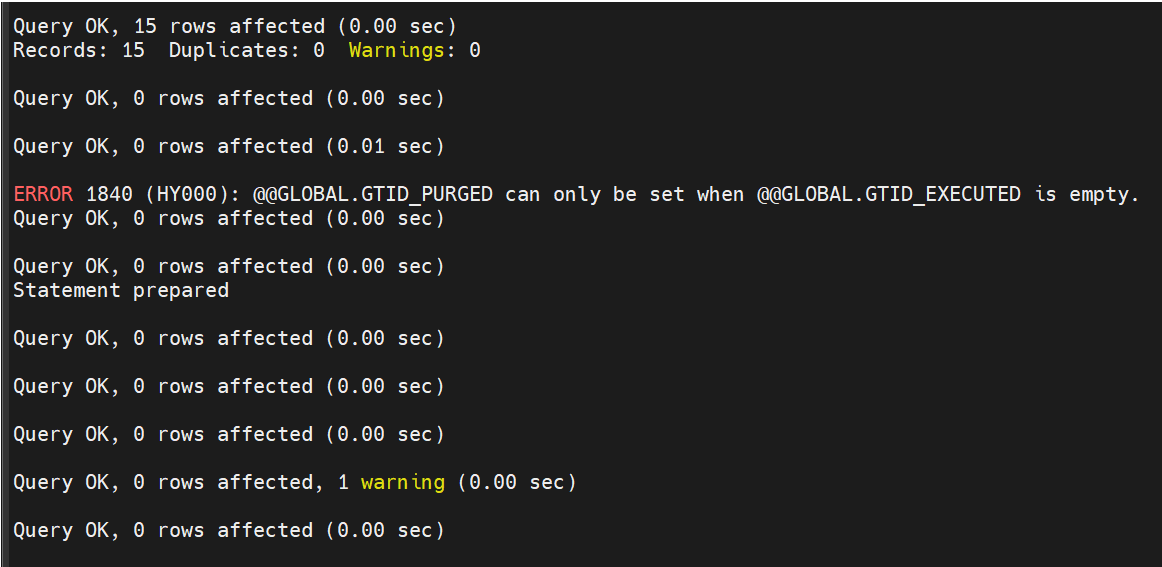 Query OK, 15 rows affected (0.00 sec)
Records: 15  Duplicates: 0  Warnings: 0
Query OK, 0 rows affected (0.00 sec)
Query OK, 0 rows affected (0.01 sec)
ERROR 1840 (HY000): @@GLOBAL.GTID_PURGED can only be set when @@GLOBAL.GTID_EXECUTED is empty.
Query OK, 0 rows affected (0.00 sec)
Query OK, 0 rows affected (0.00 sec)
Statement prepared
Query OK, 0 rows affected (0.00 sec)
Query OK, 0 rows affected (0.00 sec)
Query OK, 0 rows affected (0.00 sec)
Query OK, 0 rows affected, 1 warning (0.00 sec)
Query OK, 0 rows affected (0.00 sec)